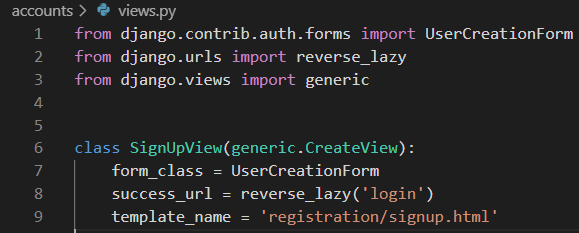 accounts > views.py
1 from django.contrib.auth.forms import UserCreationForm
2 from django.urls import reverse_lazy
3 from django.views import generic
4
5
6 class SignUpView(generic.CreateView):
7     form_class = UserCreationForm
8     success_url = reverse_lazy('login')
9     template_name = 'registration/signup.html'